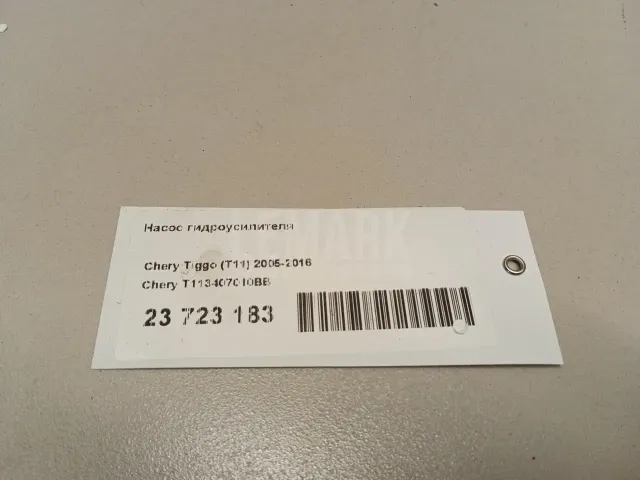 Насос гидроусилителя
Chery Tiggo (T11) 2005-2016
Chery T113407010BB
23 723 183